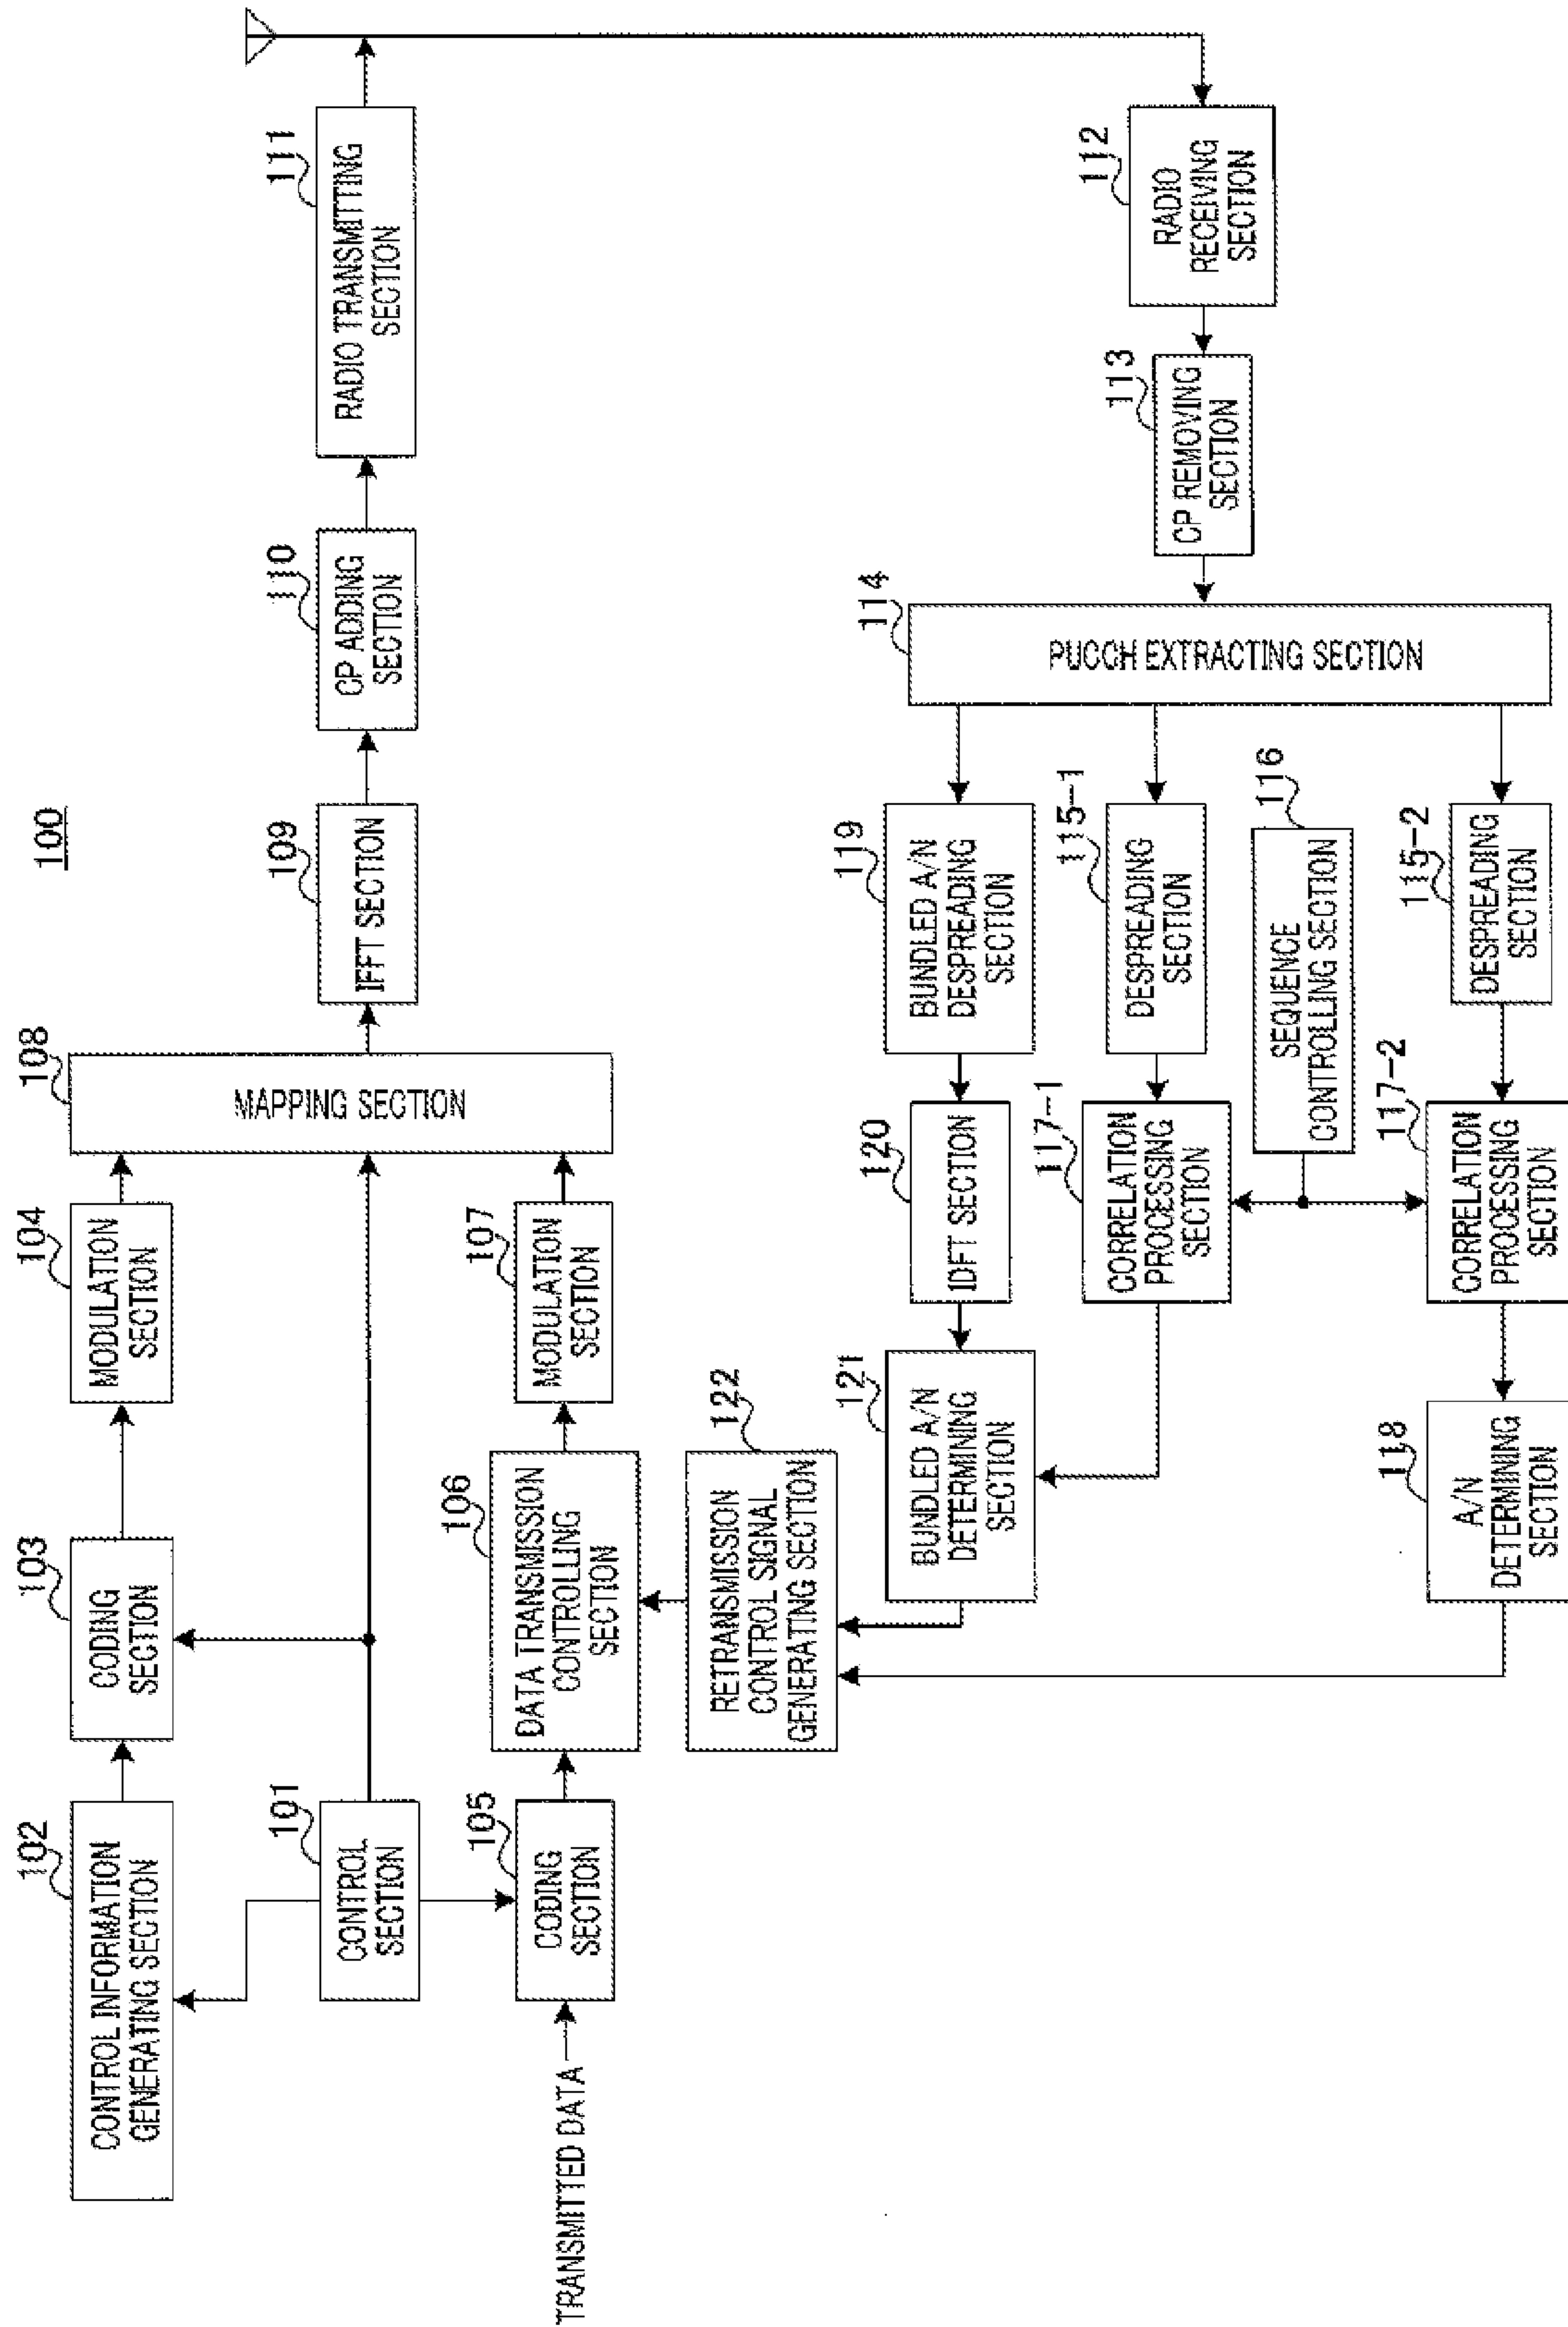 100
102
CONTROL INFORMATION
GENERATING SECTION
103
CODING
SECTION
104
MODULATION
SECTION
108
MAPPING SECTION
109
IFFT SECTION
110
CP ADDING
SECTION
111
RADIO TRANSMITTING
SECTION
101
CONTROL
SECTION
TRANSMITTED DATA
105
CODING
SECTION
106
DATA TRANSMISSION
CONTROLLING
SECTION
107
MODULATION
SECTION
122
RETRANSMISSION
CONTROL SIGNAL
GENERATING SECTION
121
BUNDLED A/N
DETERMINING
SECTION
120
IDFT SECTION
119
BUNDLED A/N
DESPREADING
SECTION
114
PUCCH EXTRACTING SECTION
113
CP REMOVING
SECTION
112
RADIO
RECEIVING
SECTION
117-1
CORRELATION
PROCESSING
SECTION
115-1
DESPREADING
SECTION
116
SEQUENCE
CONTROLLING SECTION
118
A/N
DETERMINING
SECTION
117-2
CORRELATION
PROCESSING
SECTION
115-2
DESPREADING
SECTION